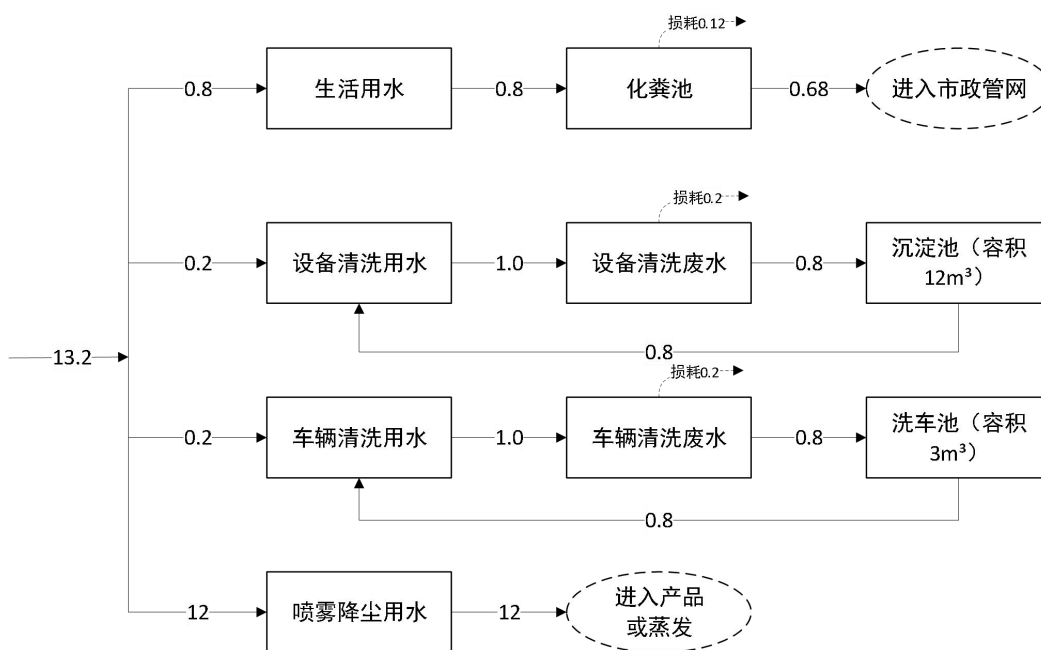 损耗0.12
0.8
生活用水
0.8
化粪池
0.68
进入市政管网
损耗0.2
0.2
设备清洗用水
1.0
设备清洗废水
0.8
沉淀池（容积
12m³）
0.8
13.2
损耗0.2
0.2
车辆清洗用水
1.0
车辆清洗废水
0.8
洗车池（容积
3m³）
0.8
12
喷雾降尘用水
12
进入产品
或蒸发